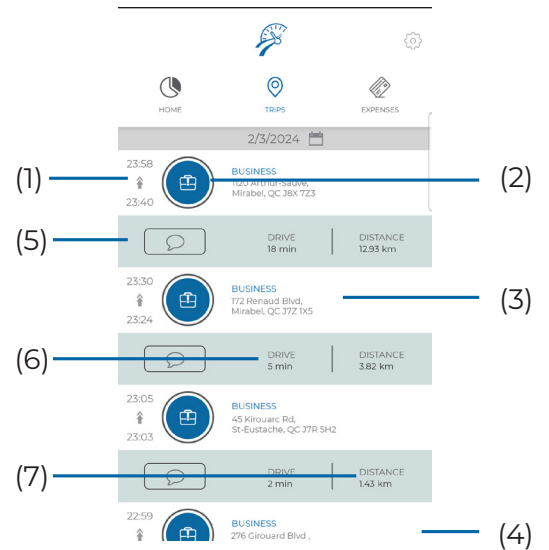 HOME TRIPS EXPENSES
2/3/2024
23:58
(1)
23:40
BUSINESS
1120 Arthur-Sauve,
Mirabel, QC J8X 7Z3
(2)
(5)
DRIVE
18 min
DISTANCE
12.93 km
23:30
23:24
BUSINESS
172 Renaud Blvd,
Mirabel, QC J7Z 1X5
(3)
(6)
DRIVE
5 min
DISTANCE
3.82 km
23:05
23:03
BUSINESS
45 Kirouarc Rd,
St-Eustache, QC J7R 5H2
(7)
DRIVE
2 min
DISTANCE
1.43 km
22:59
BUSINESS
276 Girouard Blvd ,
(4)